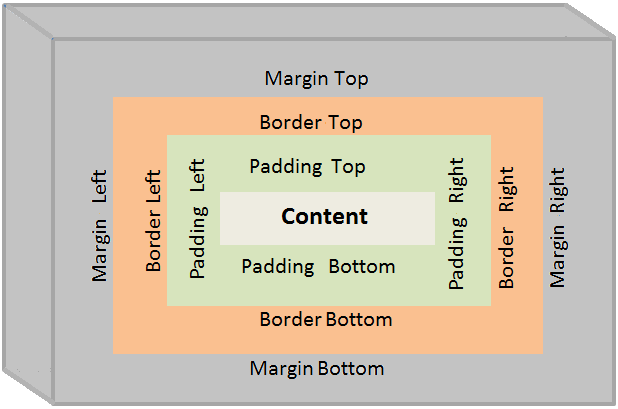 Margin Top
Border Top
Padding Top
Margin Left
Border Left
Padding Left
Content
Padding Right
Border Right
Margin Right
Padding Bottom
Border Bottom
Margin Bottom